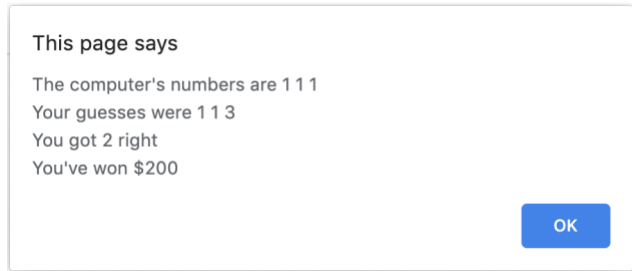 This page says
The computer's numbers are 1 1 1
Your guesses were 1 1 3
You got 2 right
You've won $200
OK